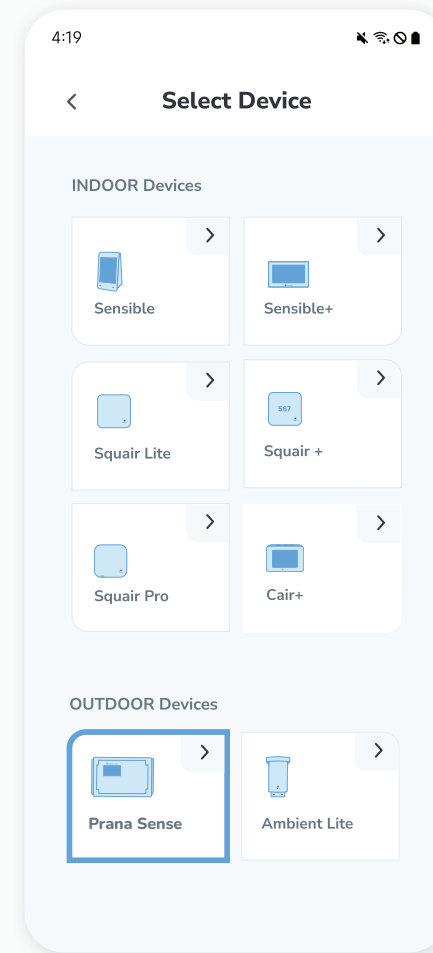 4:19
Select Device
INDOOR Devices
Sensible
Sensible+
Squair Lite
567
Squair +
Squair Pro
Cair+
OUTDOOR Devices
Prana Sense
Ambient Lite